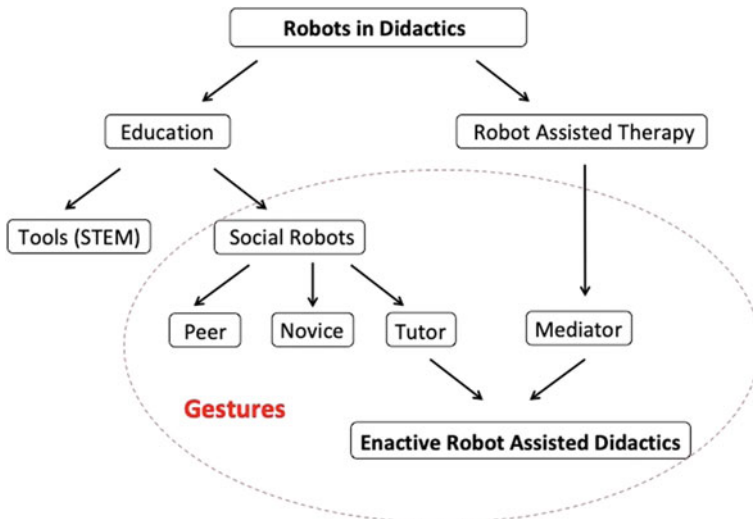 Robots in Didactics
Education
Robot Assisted Therapy
Tools (STEM)
Social Robots
Peer
Novice
Tutor
Mediator
Gestures
Enactive Robot Assisted Didactics